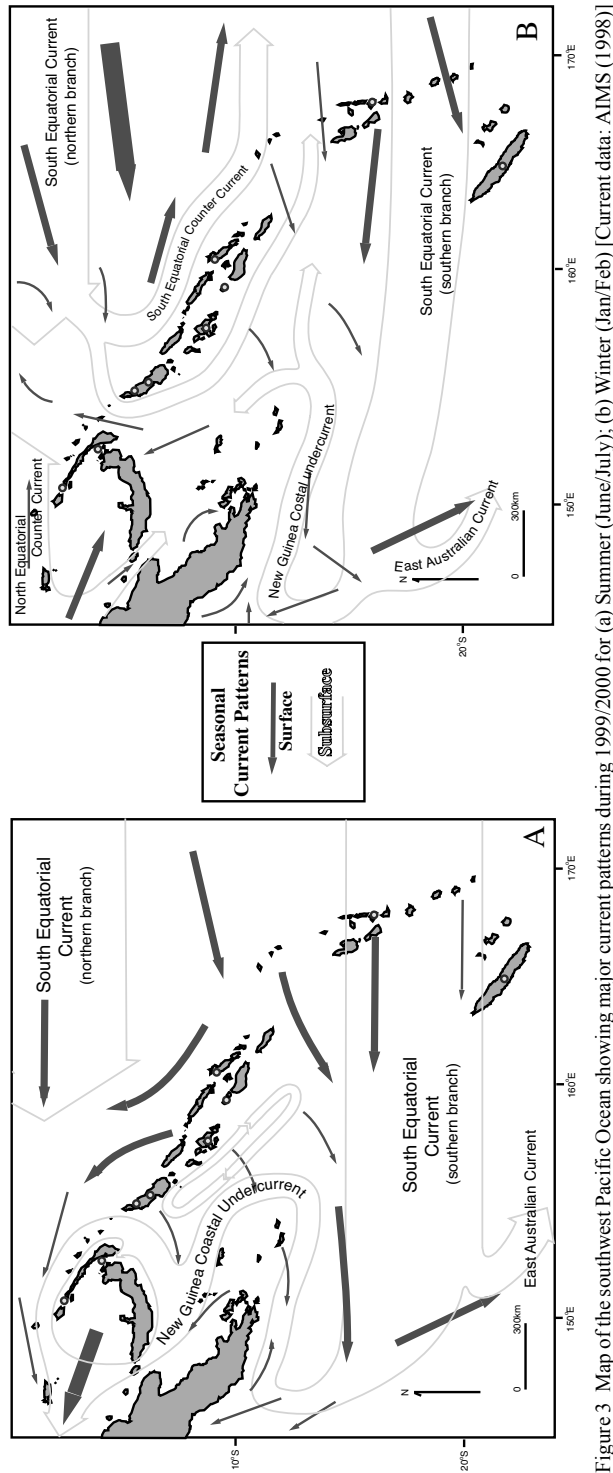 A
South Equatorial
Current
(northern branch)
New Guinea Coastal Undercurrent
South Equatorial
Current
(southern branch)
East Australian Current
N
0
300km
10°S
20°S
150°E
160°E
170°E
Seasonal
Current Patterns
Surface
Subsurface
B
South Equatorial Current
(northern branch)
North Equatorial
Counter Current
South Equatorial Counter Current
New Guinea Costal undercurrent
South Equatorial Current
(southern branch)
East Australian Current
N
0
300km
10°S
20°S
150°E
160°E
170°E
Figure 3 Map of the southwest Pacific Ocean showing major current patterns during 1999/2000 for (a) Summer (June/July); (b) Winter (Jan/Feb) [Current data: AIMS (1998)]